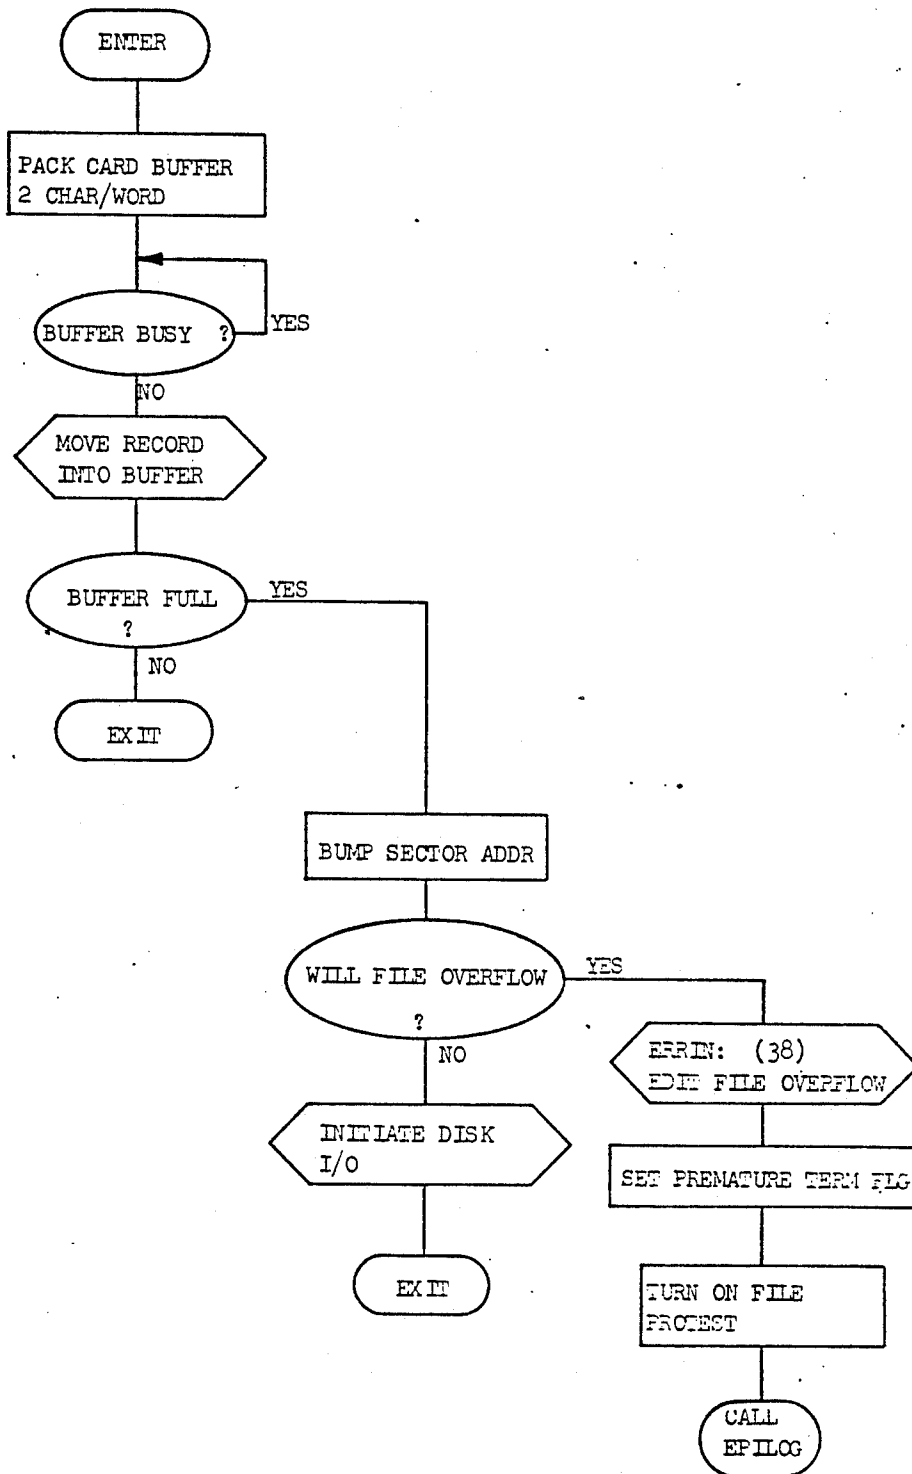 ENTER
PACK CARD BUFFER
2 CHAR/WORD
BUFFER BUSY ?
YES
NO
MOVE RECORD
INTO BUFFER
BUFFER FULL
?
YES
NO
EXIT
BUMP SECTOR ADDR
WILL FILE OVERFLOW
?
YES
NO
ERRIN: (38)
EDIT FILE OVERFLOW
INITIATE DISK
I/O
SET PREMATURE TERM FLG
EXIT
TURN ON FILE
PROTEST
CALL
EPILOG